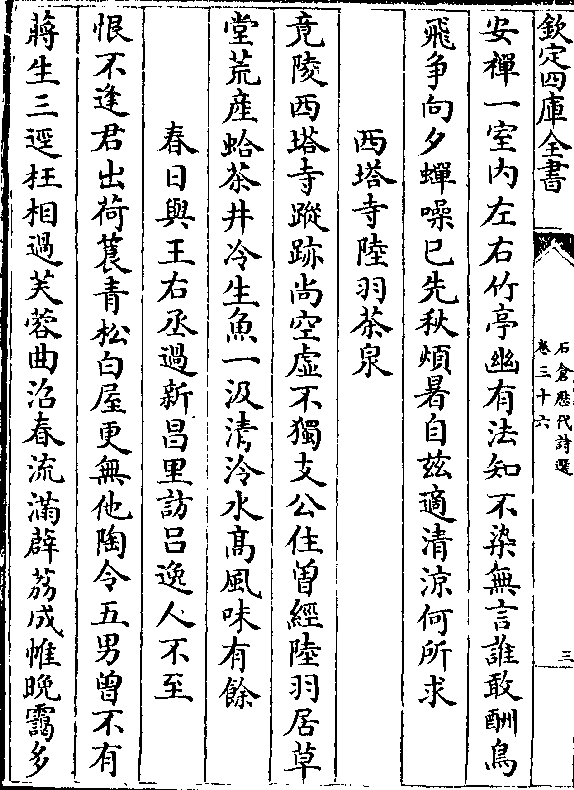 欽定四庫全書
石倉歴代詩選
卷三十六
三
安禪一室内左右竹亭幽有法知不染無言誰敢酬鳥
飛争向夕蟬噪已先秋煩暑自兹適清涼何所求
西塔寺陸羽茶泉
竟陵西塔寺蹤跡尚空虛不獨支公住曾經陸羽居草
堂荒産蛤茶井冷生魚一汲清泠水髙風味有餘
春日與王右丞過新昌里訪吕逸人不至
恨不逢君出荷蓑青松白屋更無他陶令五男曾不有
蔣生三逕枉相過芙蓉曲沼春流滿薜荔成帷晚靄多